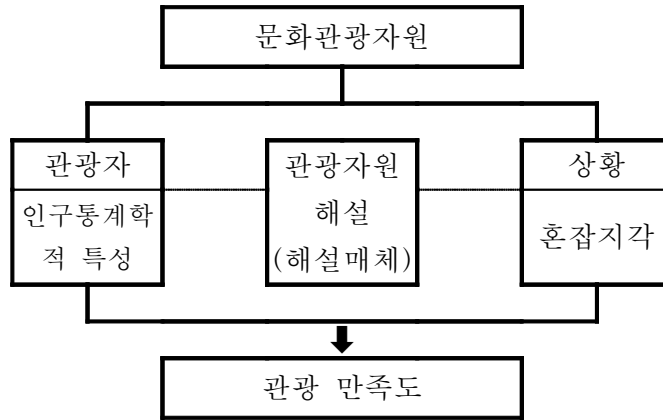 문화관광자원
관광자
인구통계학
적 특성
관광자원
해설
(해설매체)
상황
혼잡지각
관광 만족도